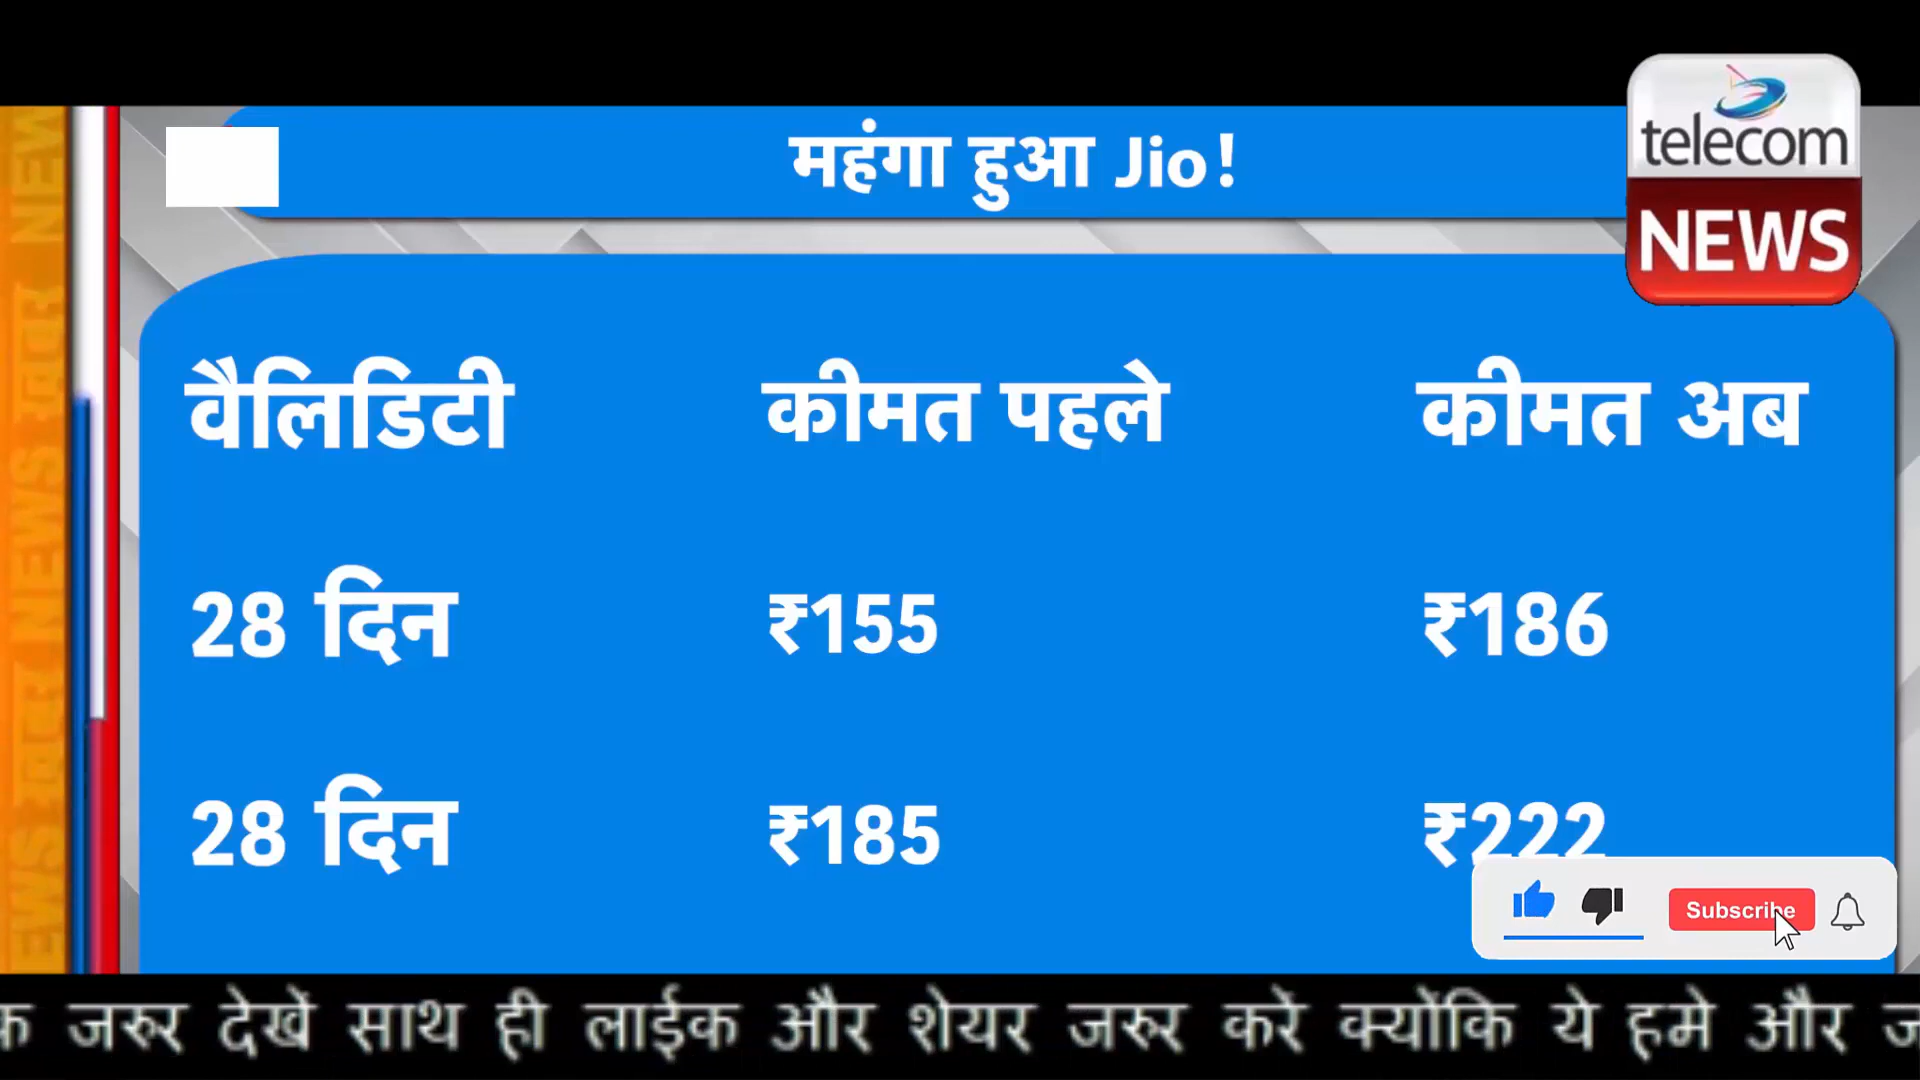 महंगा हुआ Jio!
telecom
NEWS
वैलिडिटी कीमत पहले कीमत अब
28 दिन ₹155 ₹186
28 दिन ₹185 ₹222
Subscribe
जरुर देखें साथ ही लाईक और शेयर जरुर करें क्योंकि ये हमे और